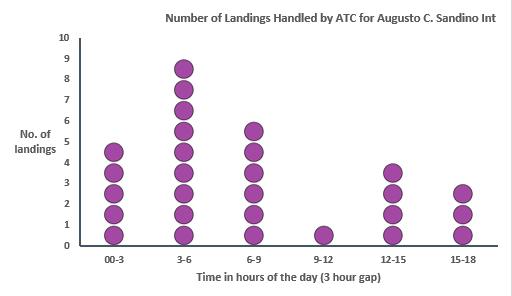 Number of Landings Handled by ATC for Augusto C. Sandino Int
10
9
8
7
6
5
4
3
2
1
0
No. of
landings
00-3 3-6 6-9 9-12 12-15 15-18
Time in hours of the day (3 hour gap)